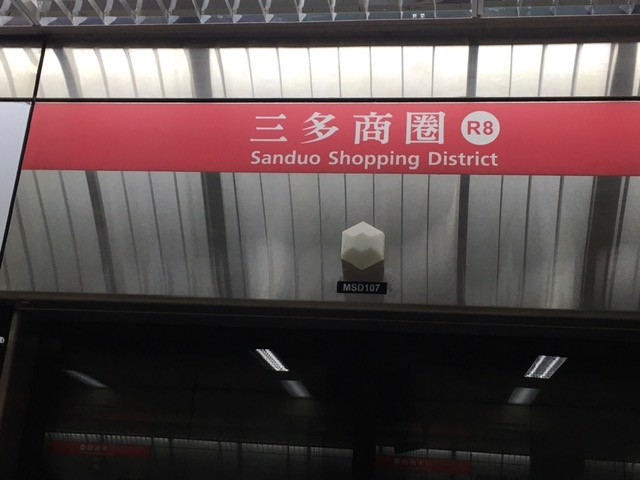 三多商圈 R8
Sanduo Shopping District
MSD107